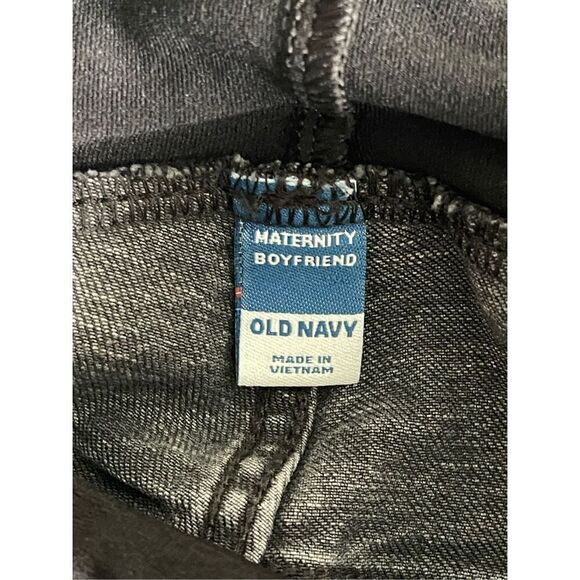 MATERNITY
BOYFRIEND
OLD NAVY
MADE IN
VIETNAM